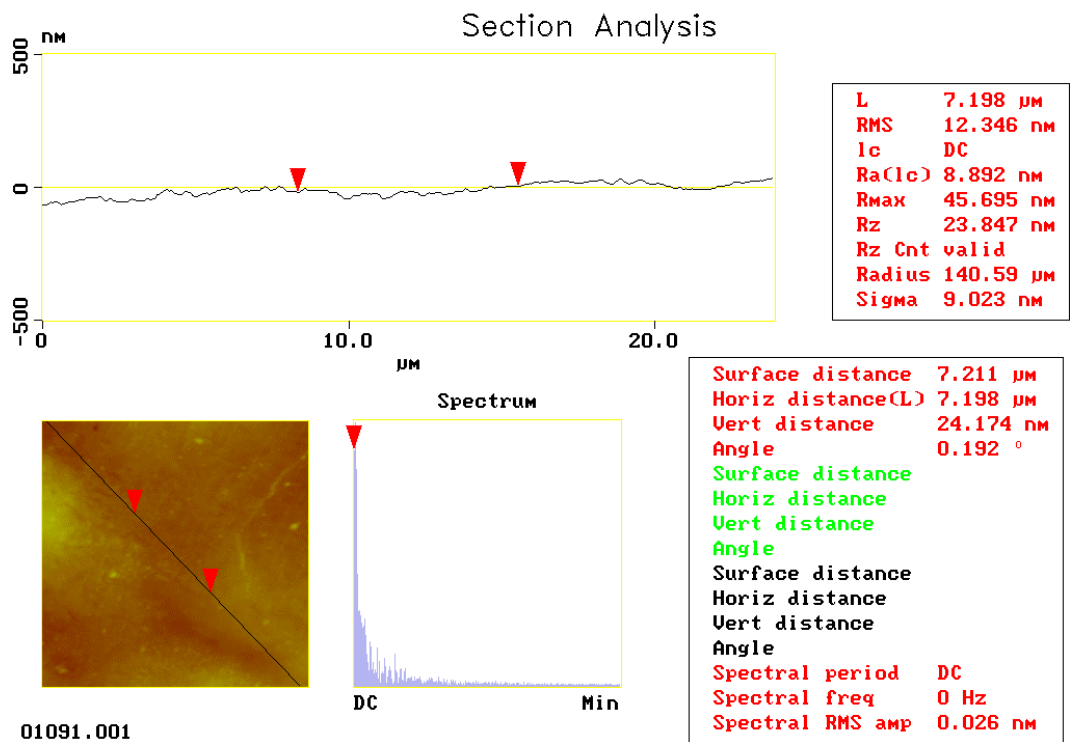 Section Analysis
nm
500
0
-500
0
10.0
20.0
µm
L 7.198 µm
RMS 12.346 nm
lc DC
Ra(lc) 8.892 nm
Rmax 45.695 nm
Rz 23.847 nm
Rz Cnt valid
Radius 140.59 µm
Sigma 9.023 nm
Surface distance 7.211 µm
Horiz distance(L) 7.198 µm
Vert distance 24.174 nm
Angle 0.192 °
Surface distance
Horiz distance
Vert distance
Angle
Surface distance
Horiz distance
Vert distance
Angle
Spectral period DC
Spectral freq 0 Hz
Spectral RMS amp 0.026 nm
Spectrum
DC Min
01091.001